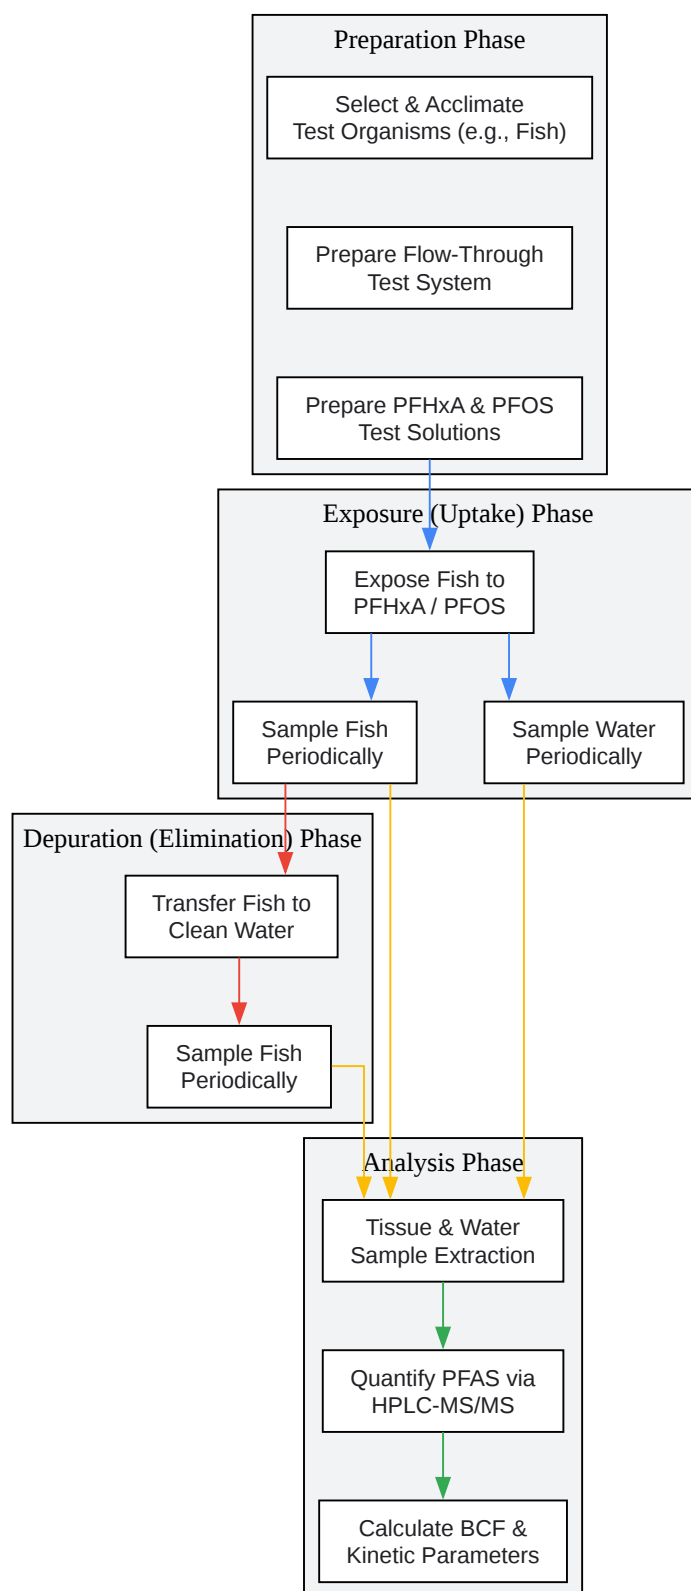 Preparation Phase
Select & Acclimate
Test Organisms (e.g., Fish)
Prepare Flow-Through
Test System
Prepare PFHxA & PFOS
Test Solutions
Exposure (Uptake) Phase
Expose Fish to
PFHxA / PFOS
Sample Fish
Periodically
Sample Water
Periodically
Depuration (Elimination) Phase
Transfer Fish to
Clean Water
Sample Fish
Periodically
Analysis Phase
Tissue & Water
Sample Extraction
Quantify PFAS via
HPLC-MS/MS
Calculate BCF &
Kinetic Parameters